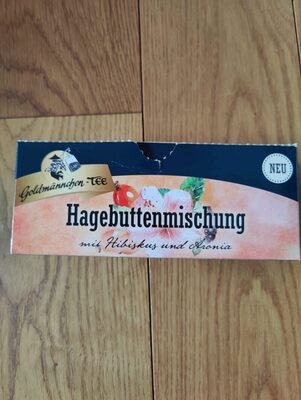 Goldmännchen-TEE
NEU
Hagebuttenmischung
mit Hibiskus und Aronia